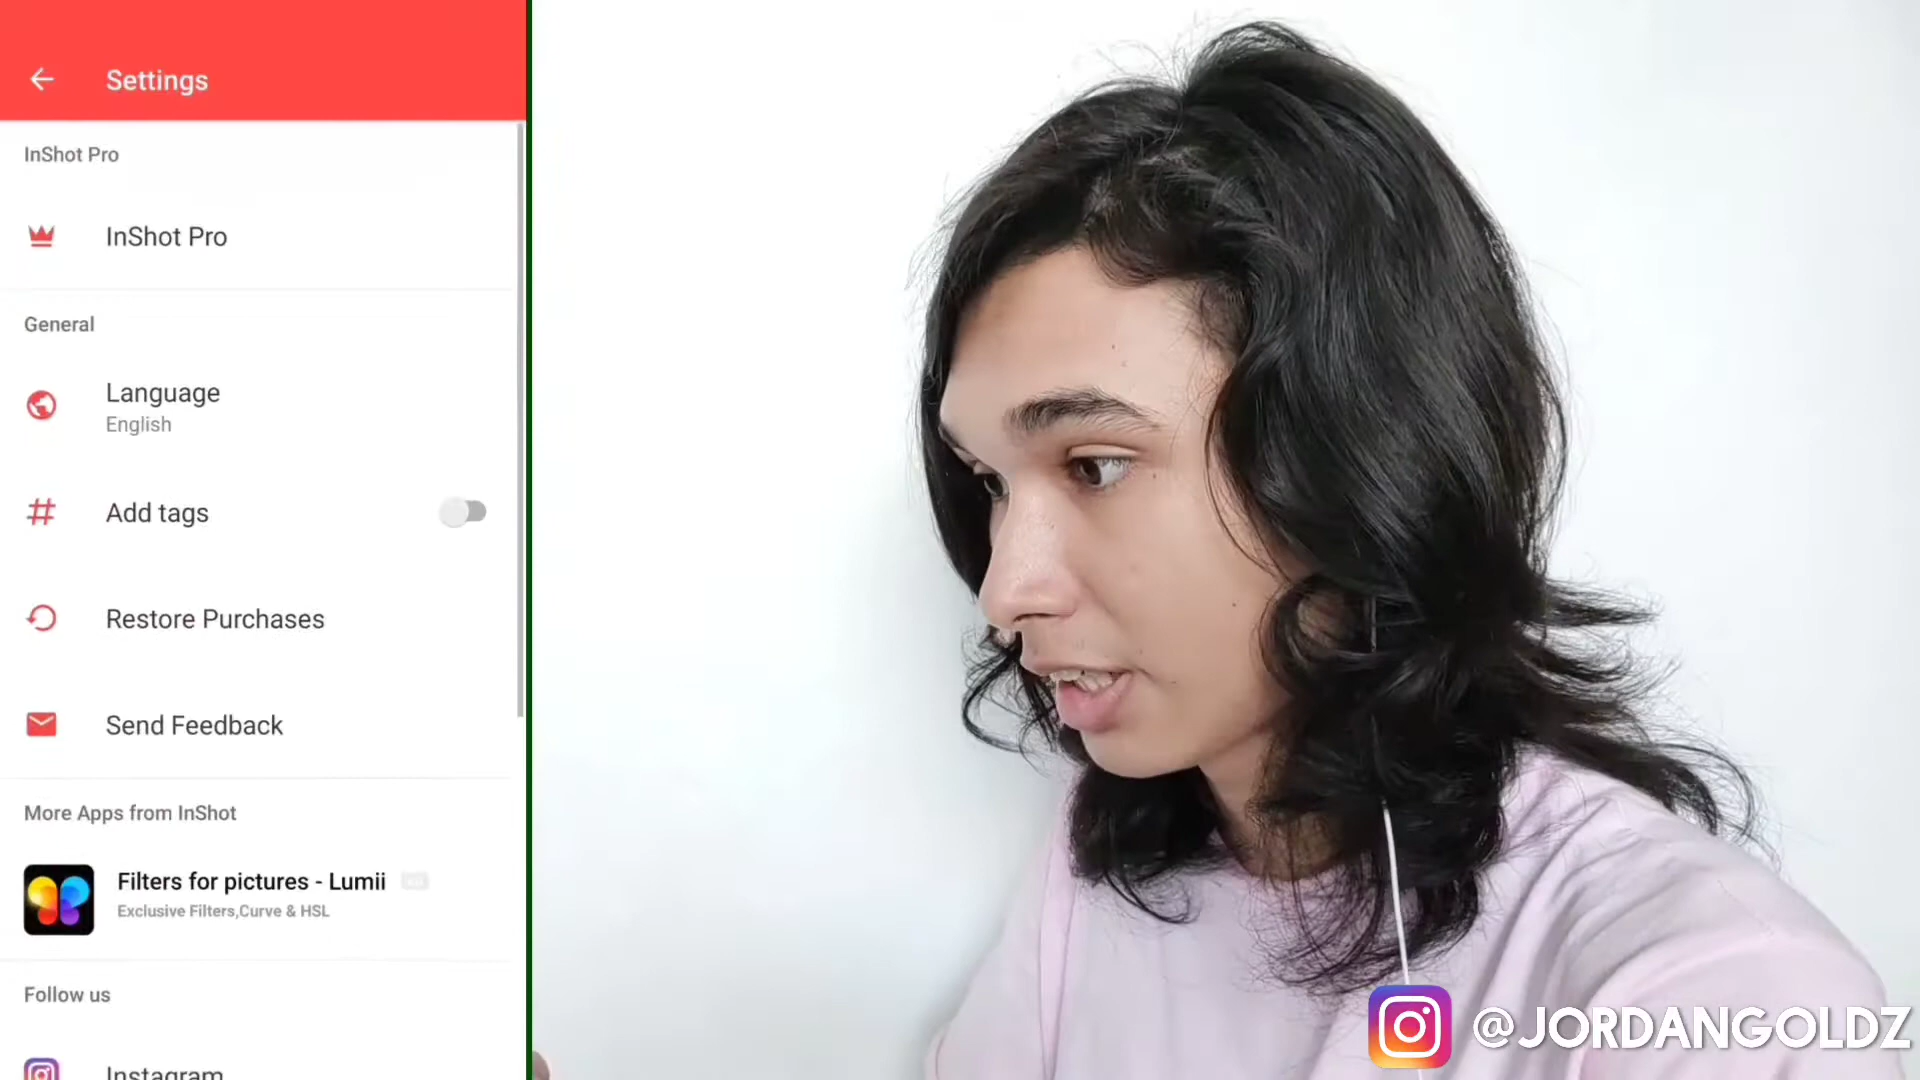 Settings
InShot Pro
InShot Pro
General
Language
English
Add tags
Restore Purchases
Send Feedback
More Apps from InShot
Filters for pictures - Lumii
Exclusive Filters,Curve & HSL
Follow us
Instagram
@JORDANGOLDZ